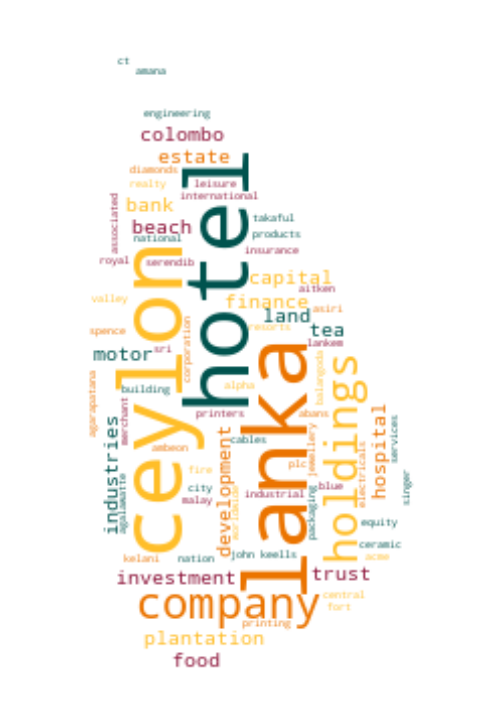 ct
amana
engineering
colombo
estate
diamonds
realty
leisure
international
bank
associated
hotel
takaful
beach
national
products
insurance
royal
serendib
ceylon
capital
aitken
valley
finance
asiri
land
resorts
tea
spence
corporation
lankem
motor
sri
lanka
balangoda
holdings
agarapatana
building
alpha
merchant
printers
abans
hospital
industries
services
development
cables
jewellery
ambeon
plc
electricals
fire
singer
agalawatte
city
worldwide
industrial
blue
packaging
malay
equity
ceramic
kelani
nation
john keells
acme
investment
trust
company
central
fort
printing
plantation
food